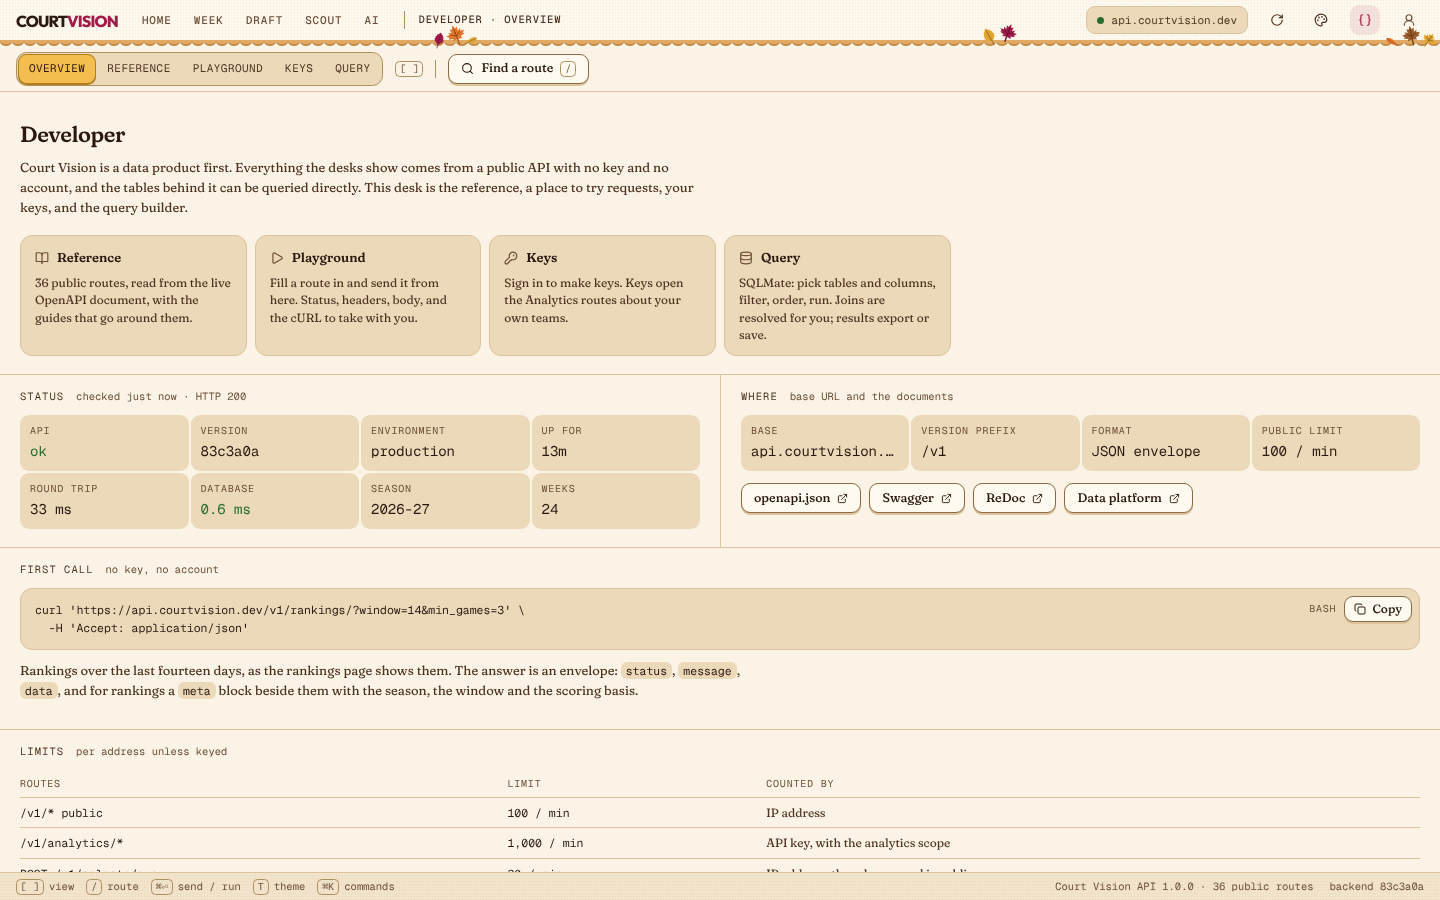 COURTVISION HOME WEEK DRAFT SCOUT AI DEVELOPER · OVERVIEW api.courtvision.dev { }
OVERVIEW REFERENCE PLAYGROUND KEYS QUERY [ ] Find a route /
Developer
Court Vision is a data product first. Everything the desks show comes from a public API with no key and no
account, and the tables behind it can be queried directly. This desk is the reference, a place to try requests, your
keys, and the query builder.
Reference
36 public routes, read from the live
OpenAPI document, with the
guides that go around them.
Playground
Fill a route in and send it from
here. Status, headers, body, and
the cURL to take with you.
Keys
Sign in to make keys. Keys open
the Analytics routes about your
own teams.
Query
SQLMate: pick tables and columns,
filter, order, run. Joins are
resolved for you; results export or
save.
STATUS checked just now · HTTP 200
API
ok
VERSION
83c3a0a
ENVIRONMENT
production
UP FOR
13m
ROUND TRIP
33 ms
DATABASE
0.6 ms
SEASON
2026-27
WEEKS
24
WHERE base URL and the documents
BASE
api.courtvision.…
VERSION PREFIX
/v1
FORMAT
JSON envelope
PUBLIC LIMIT
100 / min
openapi.json Swagger ReDoc Data platform
FIRST CALL no key, no account
curl 'https://api.courtvision.dev/v1/rankings/?window=14&min_games=3' \
-H 'Accept: application/json'
BASH Copy
Rankings over the last fourteen days, as the rankings page shows them. The answer is an envelope: status, message,
data, and for rankings a meta block beside them with the season, the window and the scoring basis.
LIMITS per address unless keyed
ROUTES LIMIT COUNTED BY
/v1/* public 100 / min IP address
/v1/analytics/* 1,000 / min API key, with the analytics scope
[ ] view / route ⌘⏎ send / run T theme ⌘K commands Court Vision API 1.0.0 · 36 public routes backend 83c3a0a